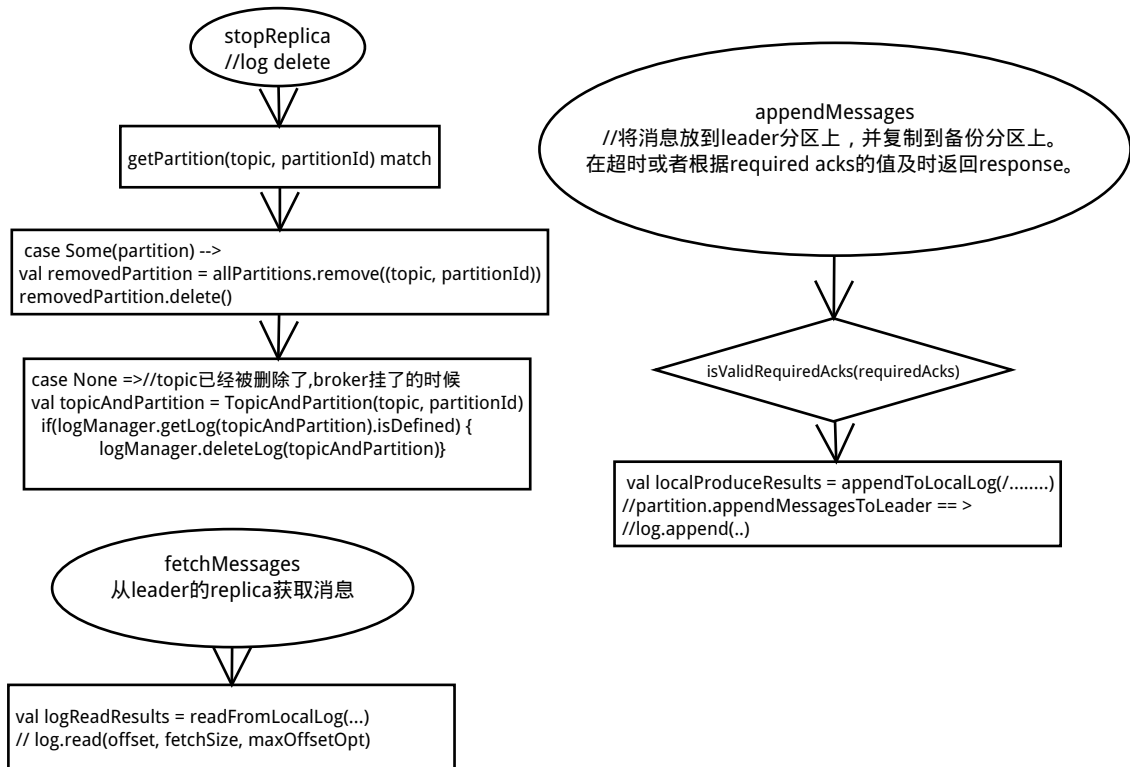 stopReplica
//log delete
getPartition(topic, partitionId) match
case Some(partition) -->
val removedPartition = allPartitions.remove((topic, partitionId))
removedPartition.delete()
case None =>//topic已经被删除了,broker挂了的时候
val topicAndPartition = TopicAndPartition(topic, partitionId)
if(logManager.getLog(topicAndPartition).isDefined) {
logManager.deleteLog(topicAndPartition)}
fetchMessages
从leader的replica获取消息
val logReadResults = readFromLocalLog(...)
// log.read(offset, fetchSize, maxOffsetOpt)
appendMessages
//将消息放到leader分区上，并复制到备份分区上。
在超时或者根据required acks的值及时返回response。
isValidRequiredAcks(requiredAcks)
val localProduceResults = appendToLocalLog(/........)
//partition.appendMessagesToLeader == >
//log.append(..)